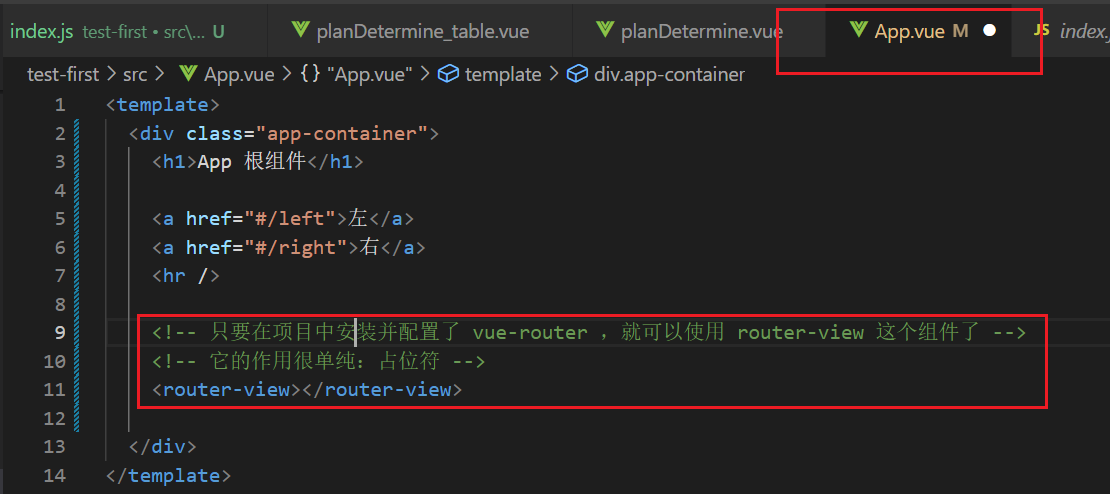 index.js test-first • src\... U planDetermine_table.vue planDetermine.vue App.vue M JS index.j
test-first > src > App.vue > {} "App.vue" > template > div.app-container
1 <template>
2 <div class="app-container">
3 <h1>App 根组件</h1>
4
5 <a href="#/left">左</a>
6 <a href="#/right">右</a>
7 <hr />
8
9 <!-- 只要在项目中安装并配置了 vue-router ，就可以使用 router-view 这个组件了 -->
10 <!-- 它的作用很单纯：占位符 -->
11 <router-view></router-view>
12
13 </div>
14 </template>